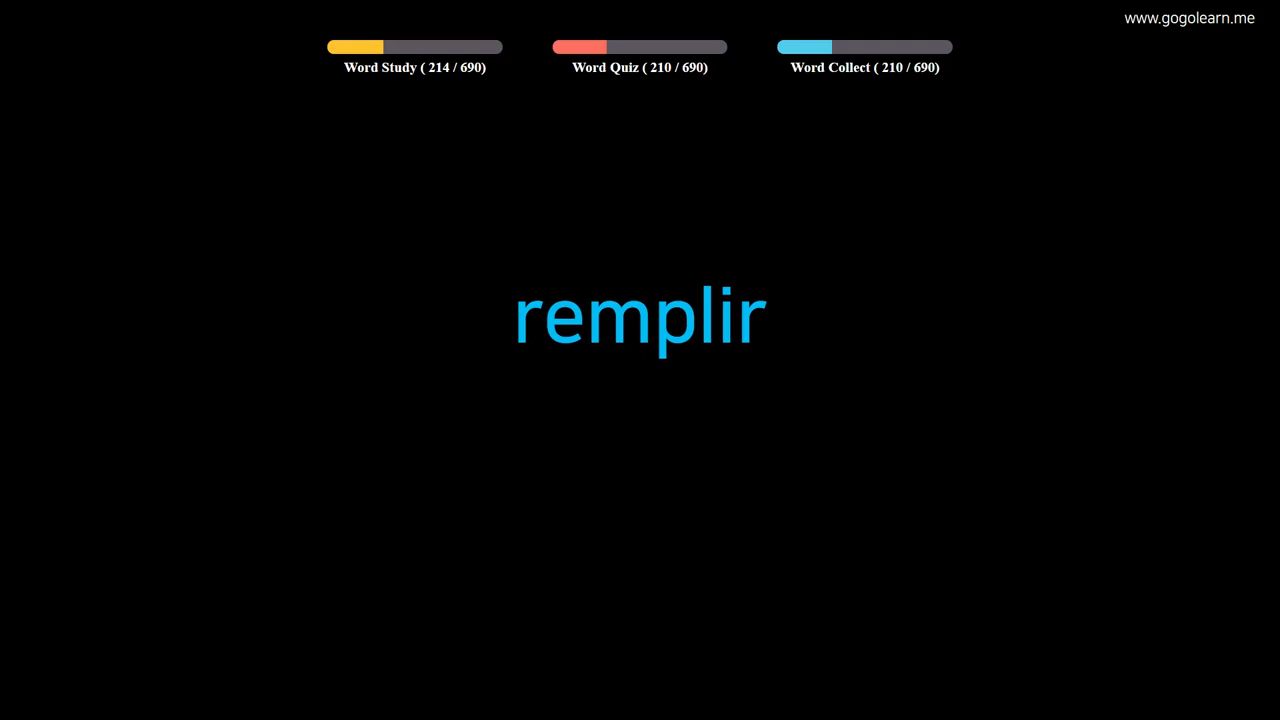 www.gogolearn.me
Word Study ( 214 / 690)
Word Quiz ( 210 / 690)
Word Collect ( 210 / 690)
remplir